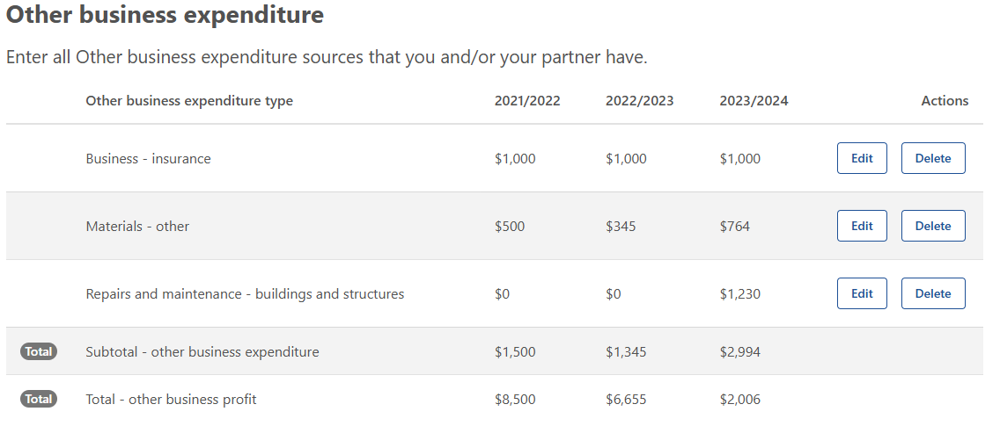 Other business expenditure
Enter all Other business expenditure sources that you and/or your partner have.
Other business expenditure type 2021/2022 2022/2023 2023/2024 Actions
Business - insurance $1,000 $1,000 $1,000 Edit Delete
Materials - other $500 $345 $764 Edit Delete
Repairs and maintenance - buildings and structures $0 $0 $1,230 Edit Delete
Total Subtotal - other business expenditure $1,500 $1,345 $2,994
Total Total - other business profit $8,500 $6,655 $2,006